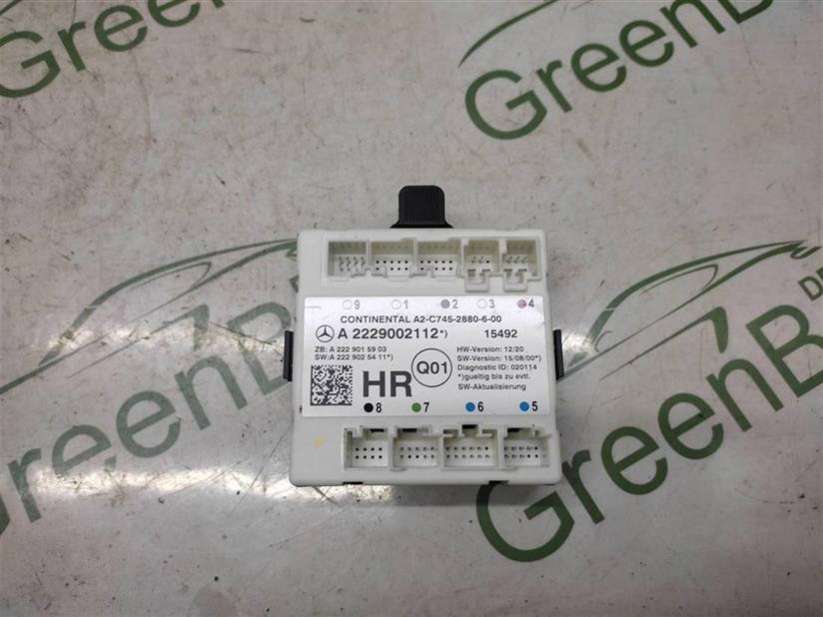 GreenB
GreenB
9 1 2 3 4
CONTINENTAL A2-C745-2880-6-00
A 2229002112*) 15492
ZB: A 222 901 59 03
SW:A 222 902 54 11*)
Q01
HW-Version: 12/20
SW-Version: 15/08/00*)
Diagnostic ID: 020114
*)gueltig bis zu evtl.
SW-Aktualisierung
HR
8 7 6 5
DE
GreenB
GreenB